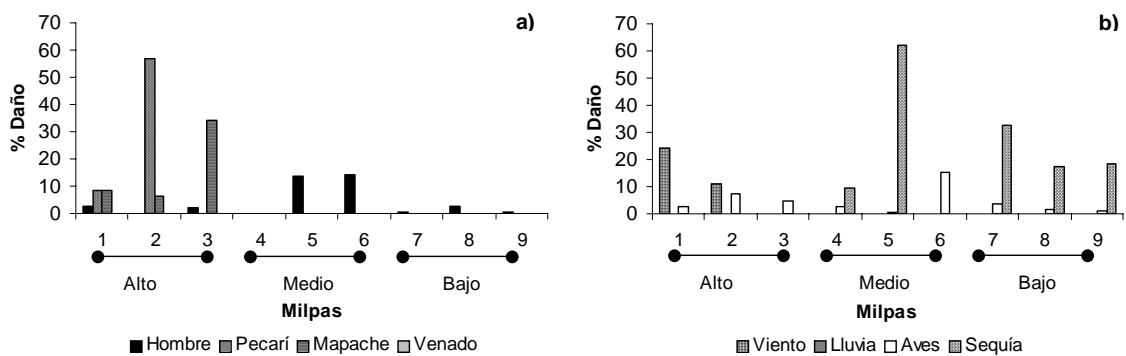 a)
% Daño
70
60
50
40
30
20
10
0
1 2 3 4 5 6 7 8 9
Alto Medio Bajo
Milpas
Hombre Pecarí Mapache Venado
b)
% Daño
70
60
50
40
30
20
10
0
1 2 3 4 5 6 7 8 9
Alto Medio Bajo
Milpas
Viento Lluvia Aves Sequía